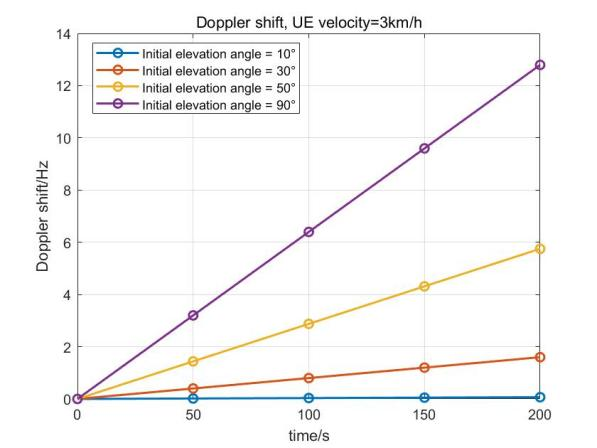 Doppler shift, UE velocity=3km/h
14
12
10
8
6
4
2
0
Doppler shift/Hz
Initial elevation angle = 10°
Initial elevation angle = 30°
Initial elevation angle = 50°
Initial elevation angle = 90°
0 50 100 150 200
time/s